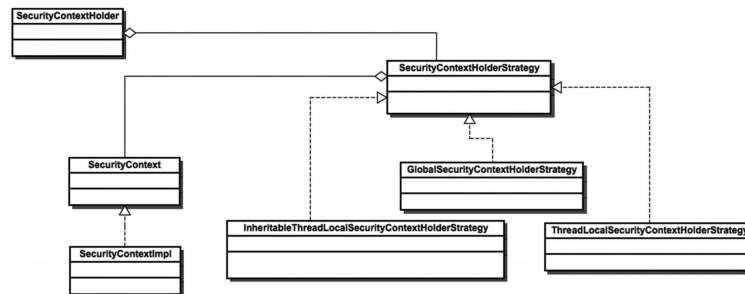 SecurityContextHolder
SecurityContextHolderStrategy
SecurityContext
GlobalSecurityContextHolderStrategy
InheritableThreadLocalSecurityContextHolderStrategy
ThreadLocalSecurityContextHolderStrategy
SecurityContextImpl